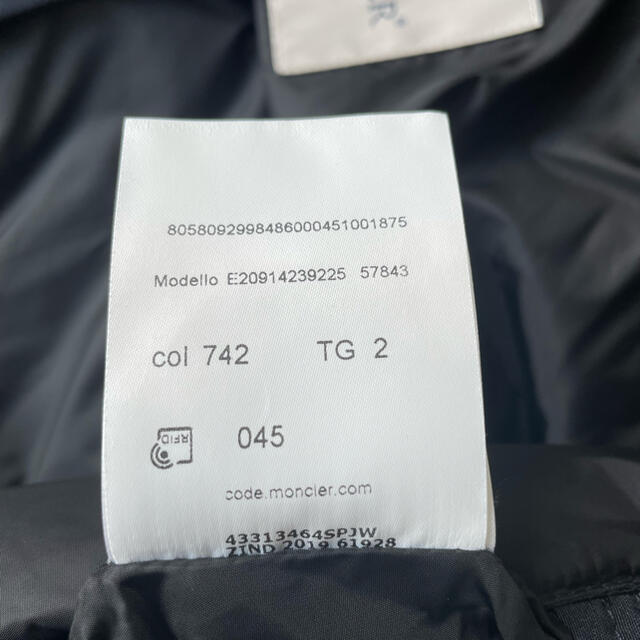 R
8058092998486000451001875
Modello E20914239225 57843
col 742 TG 2
RFID 045
code.moncler.com
43313464SPJW
ZIND 2019 61928